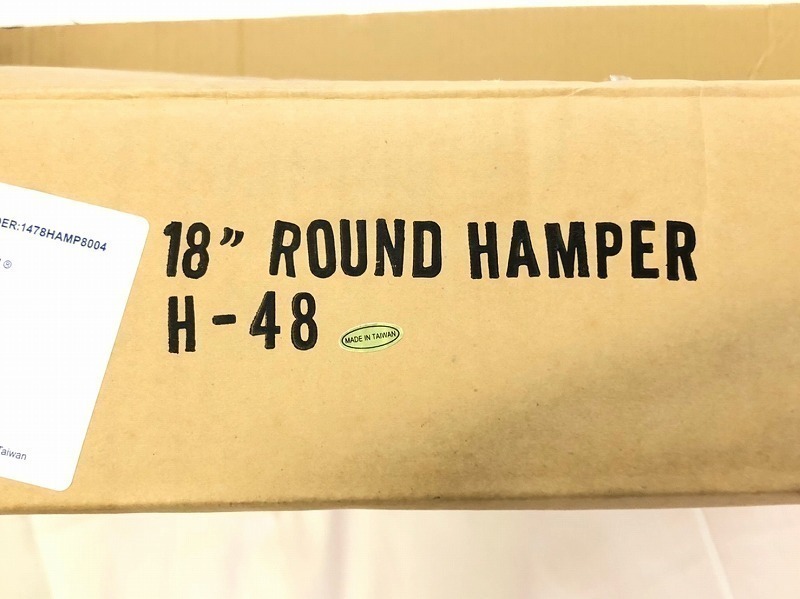 DER:1478HAMP8004
®
18” ROUND HAMPER
H-48
MADE IN TAIWAN
Taiwan